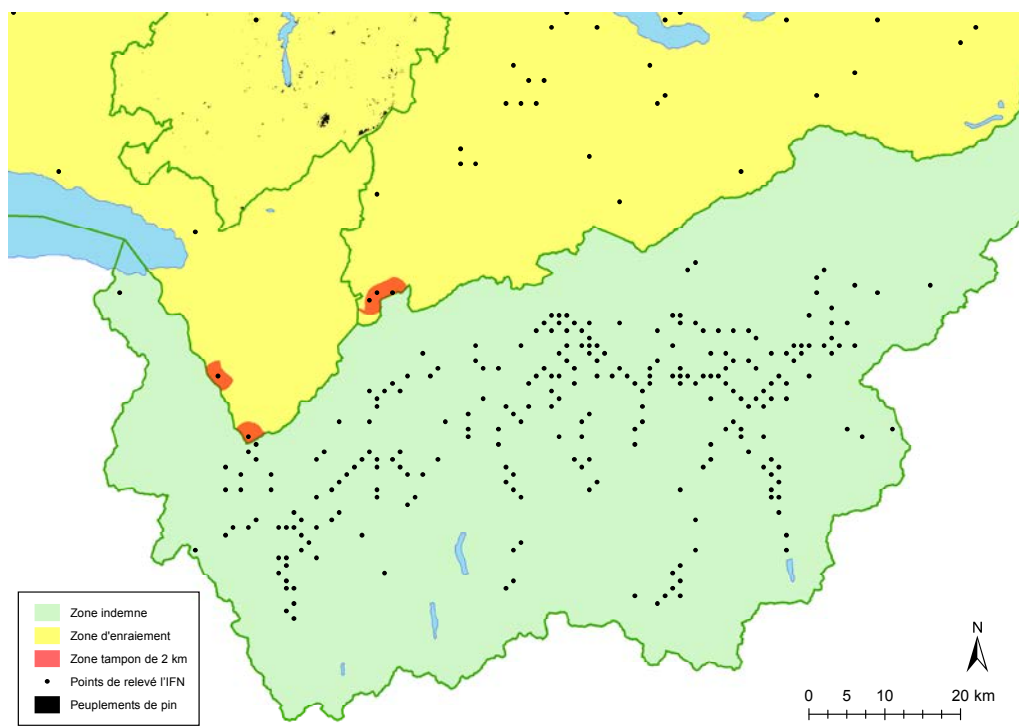 Zone indemne
Zone d'enraiement
Zone tampon de 2 km
Points de relevé l'IFN
Peuplements de pin
N
0 5 10 20 km